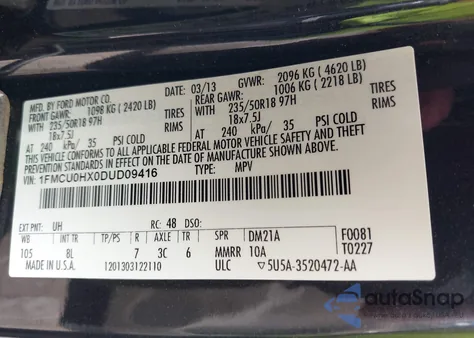 MFD. BY FORD MOTOR CO.
03/13 GVWR: 2096 KG ( 4620 LB)
FRONT GAWR: 1098 KG ( 2420 LB) REAR GAWR: 1006 KG ( 2218 LB)
WITH 235/50R18 97H TIRES WITH 235/50R18 97H TIRES
18x7.5J RIMS 18x7.5J RIMS
AT 240 kPa/ 35 PSI COLD AT 240 kPa/ 35 PSI COLD
THIS VEHICLE CONFORMS TO ALL APPLICABLE FEDERAL MOTOR VEHICLE SAFETY, BUMPER, AND THEFT
PREVENTION STANDARDS IN EFFECT ON THE DATE OF MANUFACTURE SHOWN ABOVE.
VIN: 1FMCU0HX0DUD09416 TYPE: MPV
EXT PNT: UH RC: 48 DSO:
WB INT CLU TP/PS R AXLE TR SPR DM21A F0081
105 8L 7 3C 6 MMRR 10A T0227
MADE IN U.S.A. 1201303122110 ULC 5U5A-3520472-AA
autoSnap